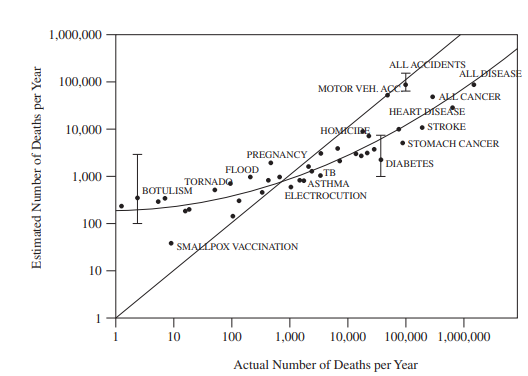 1,000,000
100,000
10,000
1,000
100
10
1
Estimated Number of Deaths per Year
ALL ACCIDENTS
ALL DISEASE
MOTOR VEH. ACC.
ALL CANCER
HEART DISEASE
HOMICIDE
STROKE
STOMACH CANCER
PREGNANCY
DIABETES
FLOOD
TB
TORNADO
ASTHMA
BOTULISM
ELECTROCUTION
SMALLPOX VACCINATION
1 10 100 1,000 10,000 100,000 1,000,000
Actual Number of Deaths per Year